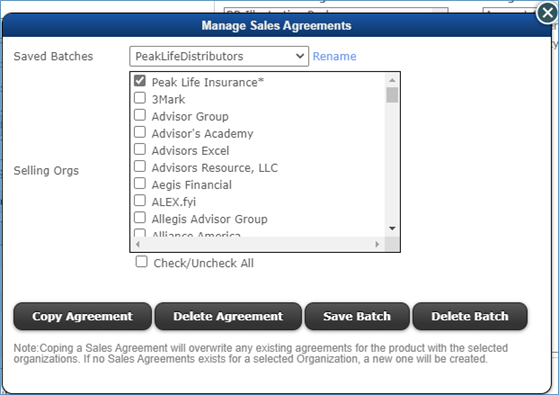 Manage Sales Agreements
Saved Batches
PeakLifeDistributors
Rename
Selling Orgs
Peak Life Insurance*
3Mark
Advisor Group
Advisor's Academy
Advisors Excel
Advisors Resource, LLC
Aegis Financial
ALEX.fyi
Allegis Advisor Group
Alliance America
Check/Uncheck All
Copy Agreement
Delete Agreement
Save Batch
Delete Batch
Note:Coping a Sales Agreement will overwrite any existing agreements for the product with the selected
organizations. If no Sales Agreements exists for a selected Organization, a new one will be created.